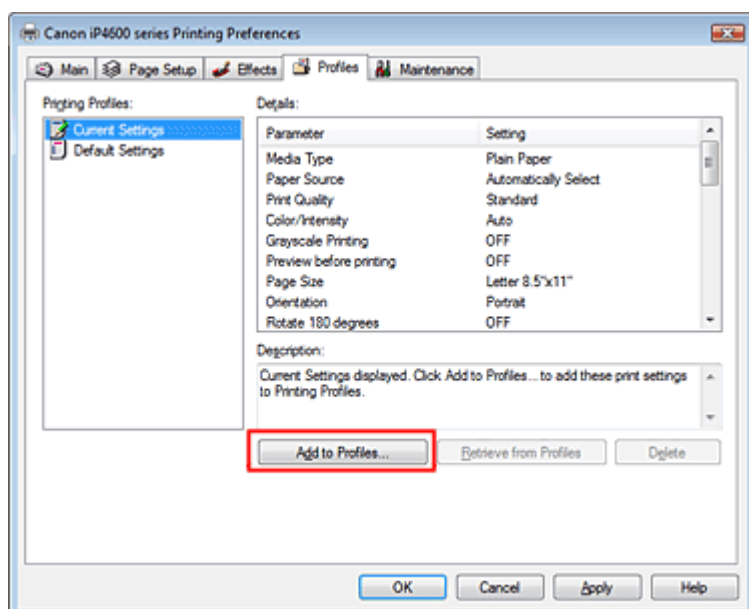 Canon iP4600 series Printing Preferences
Main Page Setup Effects Profiles Maintenance
Printing Profiles:
Current Settings
Default Settings
Details:
Parameter Setting
Media Type Plain Paper
Paper Source Automatically Select
Print Quality Standard
Color/Intensity Auto
Grayscale Printing OFF
Preview before printing OFF
Page Size Letter 8.5"x11"
Orientation Portrait
Rotate 180 degrees OFF
Description:
Current Settings displayed. Click Add to Profiles... to add these print settings
to Printing Profiles.
Add to Profiles... Retrieve from Profiles Delete
OK Cancel Apply Help